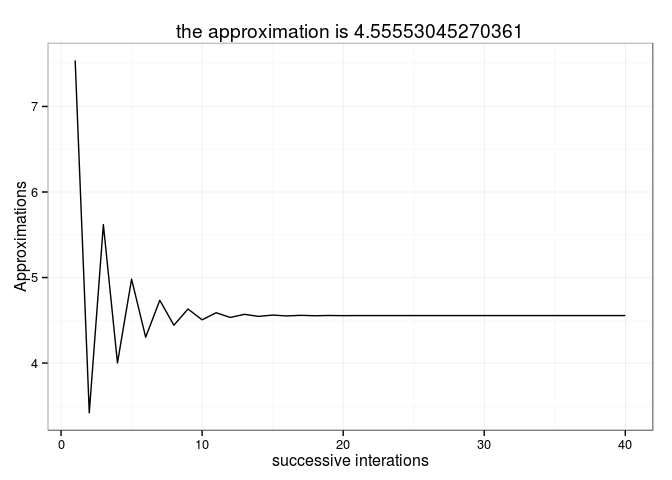 the approximation is 4.55553045270361
Approximations
7
6
5
4
0 10 20 30 40
successive interations